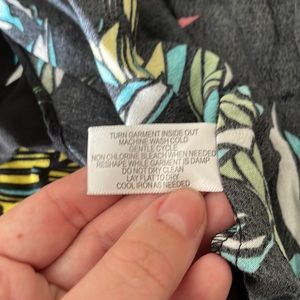 TURN GARMENT INSIDE OUT
MACHINE WASH COLD
GENTLE CYCLE
NON CHLORINE BLEACH WHEN NEEDED
RESHAPE WHILE GARMENT IS DAMP
DO NOT DRY CLEAN
LAY FLAT TO DRY
COOL IRON AS NEEDED